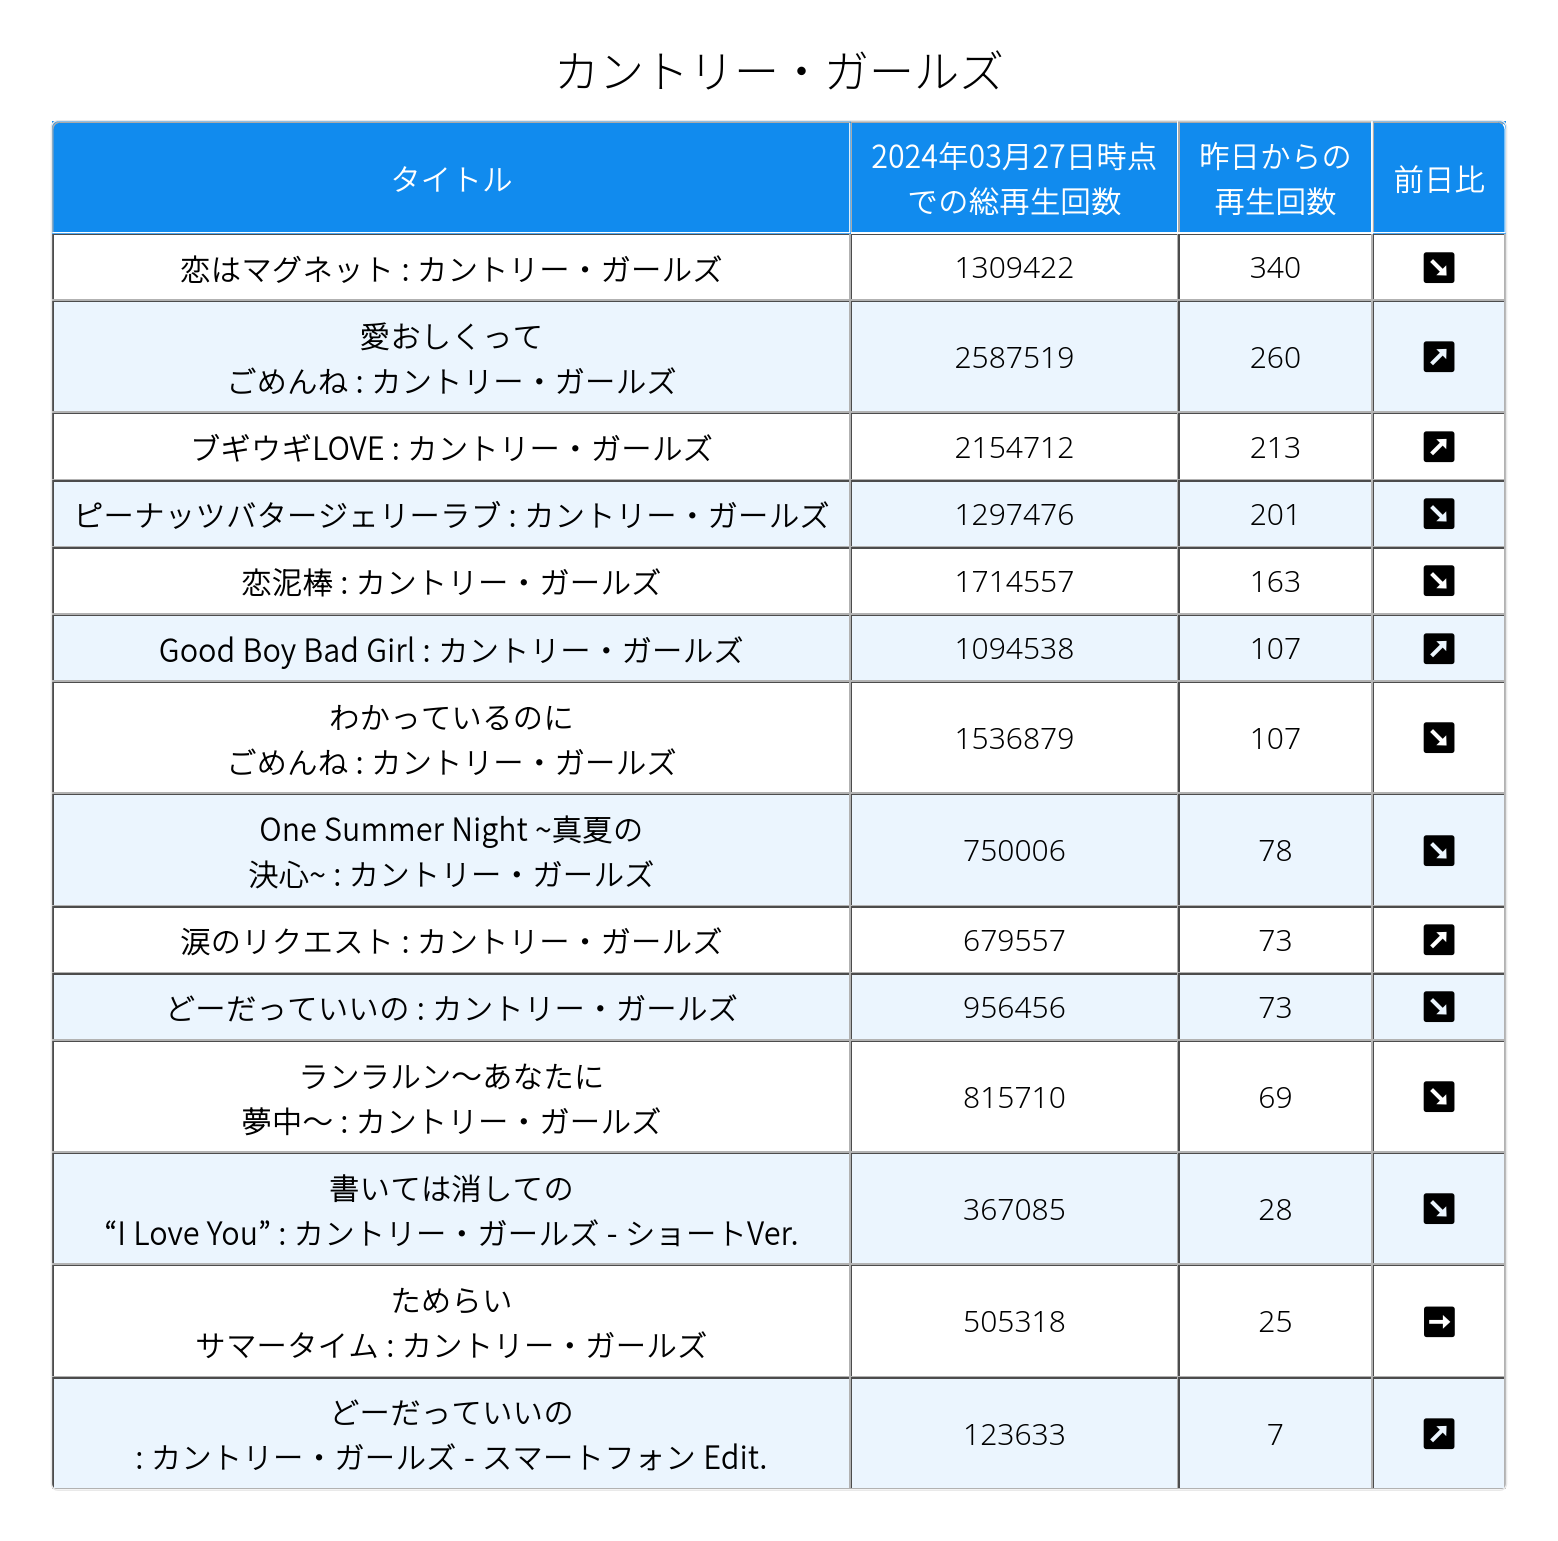 カントリー・ガールズ
タイトル
2024年03月27日時点
での総再生回数
昨日からの
再生回数
前日比
恋はマグネット : カントリー・ガールズ 1309422 340 ↘
愛おしくって
ごめんね : カントリー・ガールズ 2587519 260 ↗
ブギウギLOVE : カントリー・ガールズ 2154712 213 ↗
ピーナッツバタージェリーラブ : カントリー・ガールズ 1297476 201 ↘
恋泥棒 : カントリー・ガールズ 1714557 163 ↘
Good Boy Bad Girl : カントリー・ガールズ 1094538 107 ↗
わかっているのに
ごめんね : カントリー・ガールズ 1536879 107 ↘
One Summer Night ~真夏の
決心~ : カントリー・ガールズ 750006 78 ↘
涙のリクエスト : カントリー・ガールズ 679557 73 ↗
どーだっていいの : カントリー・ガールズ 956456 73 ↘
ランラルン〜あなたに
夢中〜 : カントリー・ガールズ 815710 69 ↘
書いては消しての
“I Love You” : カントリー・ガールズ - ショートVer. 367085 28 ↘
ためらい
サマータイム : カントリー・ガールズ 505318 25 →
どーだっていいの
: カントリー・ガールズ - スマートフォン Edit. 123633 7 ↗